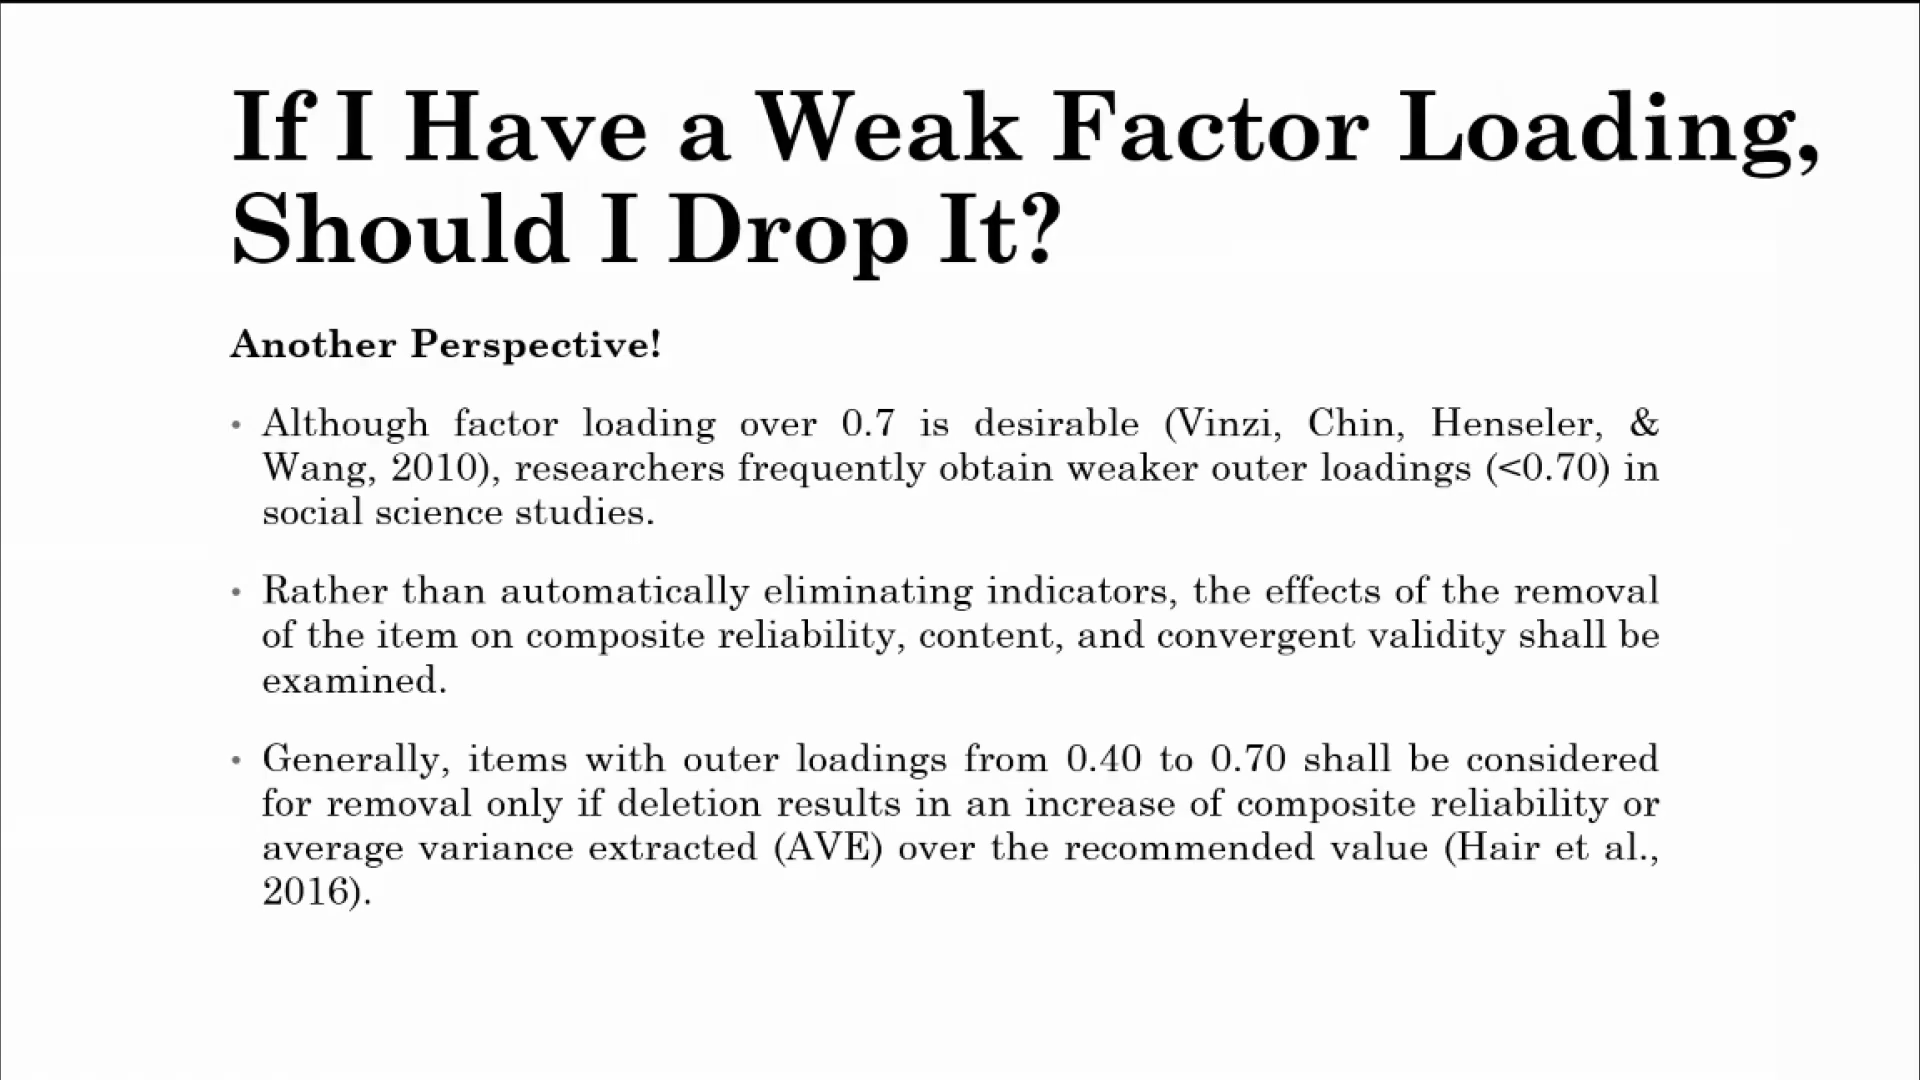 If I Have a Weak Factor Loading,
Should I Drop It?
Another Perspective!
• Although factor loading over 0.7 is desirable (Vinzi, Chin, Henseler, &
Wang, 2010), researchers frequently obtain weaker outer loadings (<0.70) in
social science studies.
• Rather than automatically eliminating indicators, the effects of the removal
of the item on composite reliability, content, and convergent validity shall be
examined.
• Generally, items with outer loadings from 0.40 to 0.70 shall be considered
for removal only if deletion results in an increase of composite reliability or
average variance extracted (AVE) over the recommended value (Hair et al.,
2016).